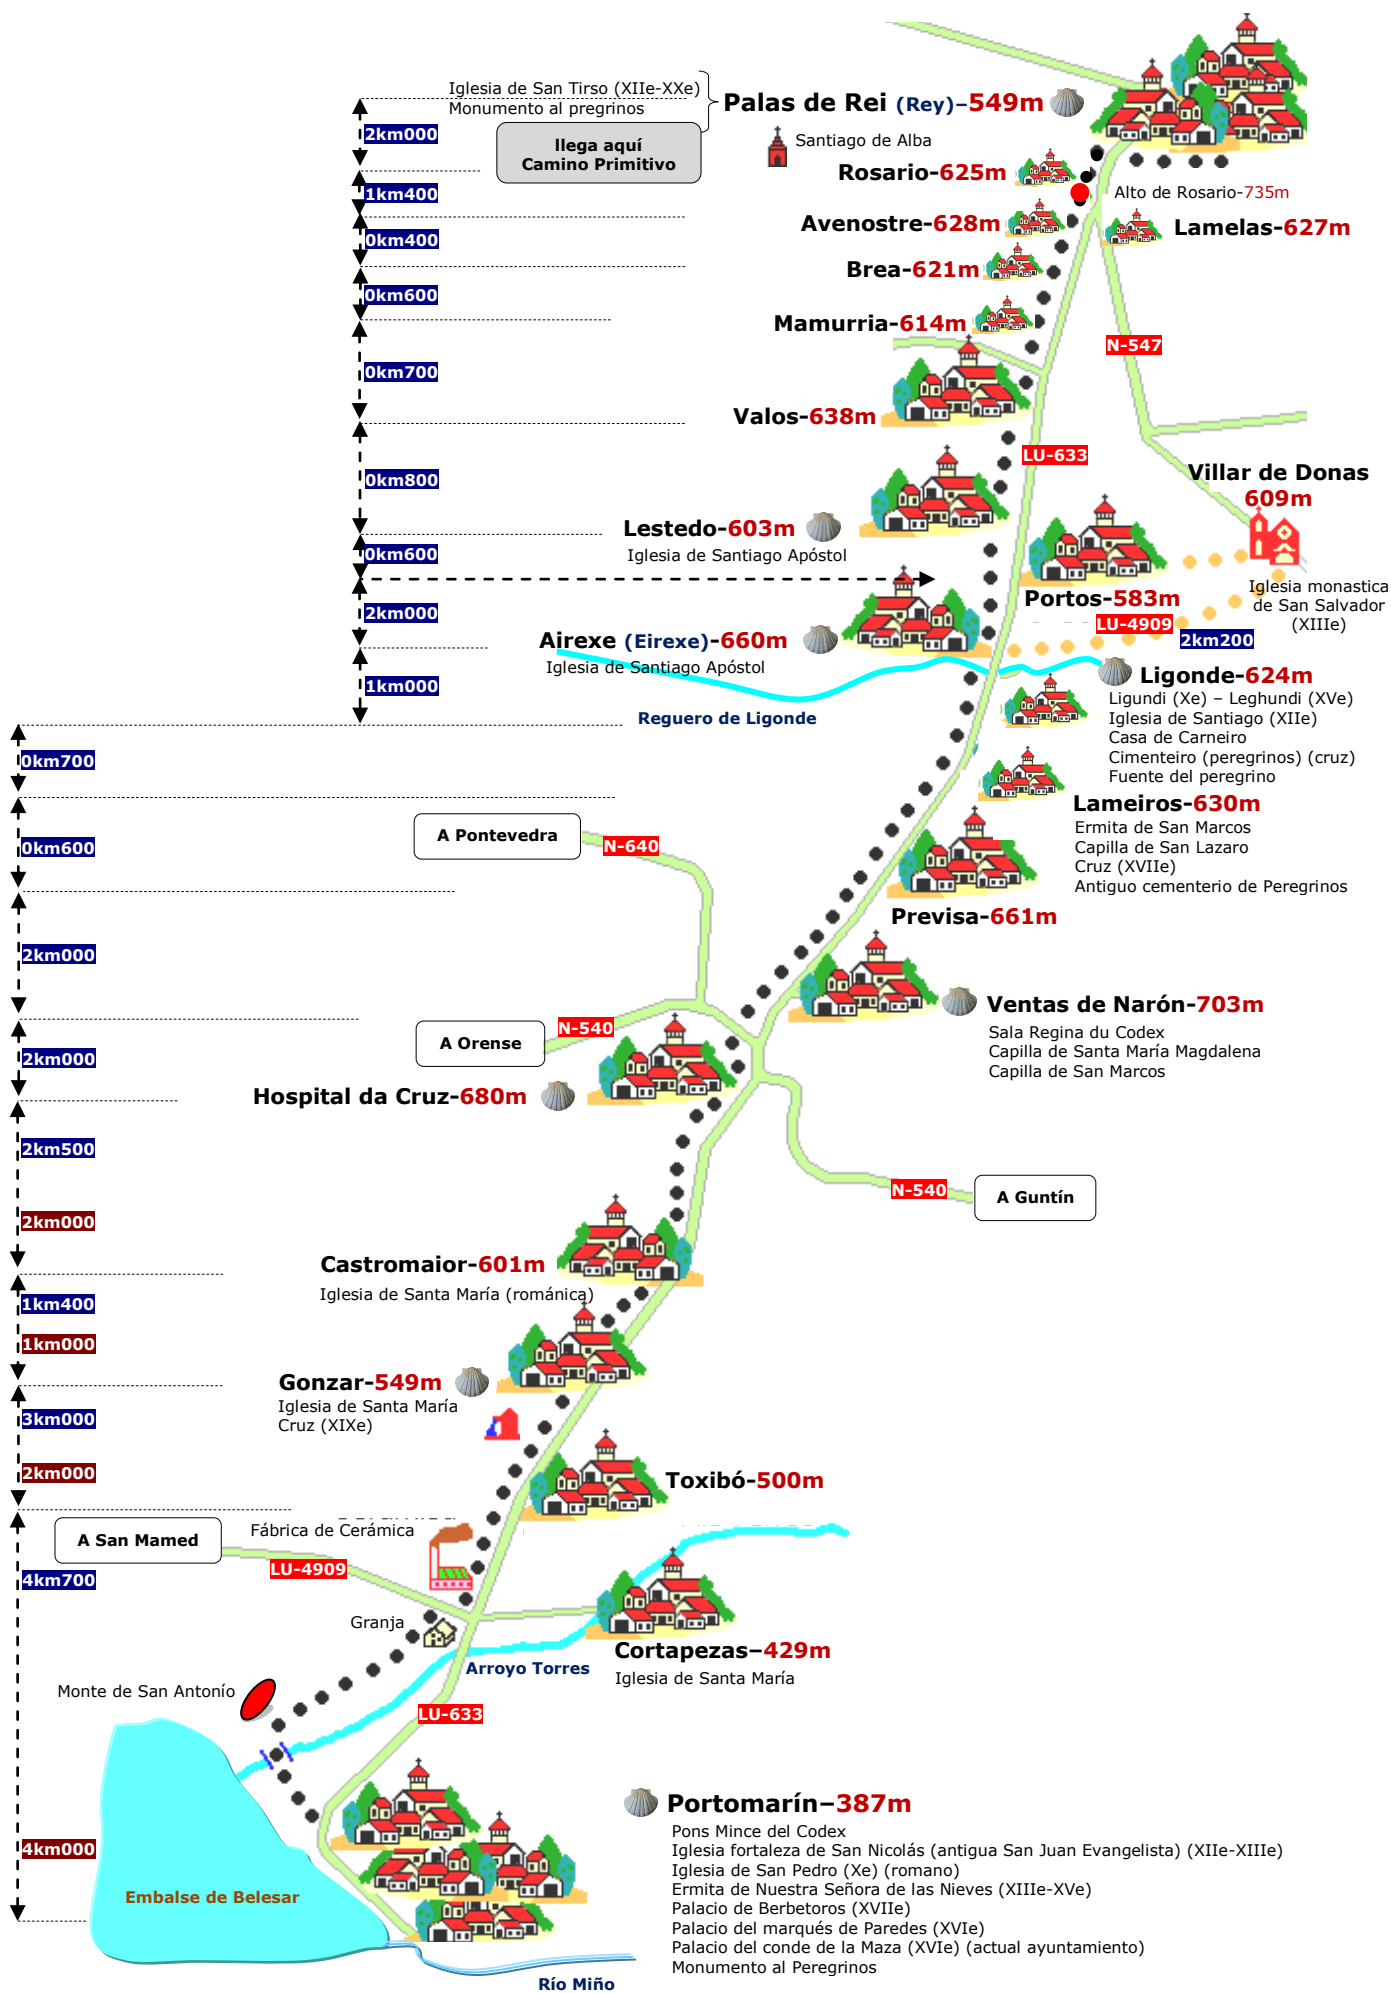 Iglesia de San Tirso (XIIe-XXe)
Monumento al pregrinos
Palas de Rei (Rey)–549m
2km000
llega aquí
Camino Primitivo
Santiago de Alba
Rosario-625m
1km400
Alto de Rosario-735m
Avenostre-628m
Lamelas-627m
0km400
Brea-621m
0km600
Mamurria-614m
N-547
0km700
Valos-638m
LU-633
0km800
Villar de Donas
609m
Lestedo-603m
Iglesia de Santiago Apóstol
0km600
Iglesia monastica
de San Salvador
(XIIIe)
Portos-583m
2km000
LU-4909
2km200
Airexe (Eirexe)-660m
Iglesia de Santiago Apóstol
Ligonde-624m
1km000
Ligundi (Xe) – Leghundi (XVe)
Iglesia de Santiago (XIIe)
Casa de Carneiro
Cimenteiro (peregrinos) (cruz)
Fuente del peregrino
Reguero de Ligonde
0km700
Lameiros-630m
Ermita de San Marcos
Capilla de San Lazaro
Cruz (XVIIe)
Antiguo cementerio de Peregrinos
A Pontevedra
N-640
0km600
Previsa-661m
2km000
Ventas de Narón-703m
Sala Regina du Codex
Capilla de Santa María Magdalena
Capilla de San Marcos
N-540
A Orense
2km000
Hospital da Cruz-680m
2km500
N-540
A Guntín
2km000
Castromaior-601m
Iglesia de Santa María (románica)
1km400
1km000
Gonzar-549m
Iglesia de Santa María
Cruz (XIXe)
3km000
2km000
Toxibó-500m
Fábrica de Cerámica
A San Mamed
LU-4909
4km700
Granja
Cortapezas–429m
Iglesia de Santa María
Arroyo Torres
Monte de San Antonío
LU-633
Portomarín–387m
Pons Mince del Codex
Iglesia fortaleza de San Nicolás (antigua San Juan Evangelista) (XIIe-XIIIe)
Iglesia de San Pedro (Xe) (romano)
Ermita de Nuestra Señora de las Nieves (XIIIe-XVe)
Palacio de Berbetoros (XVIIe)
Palacio del marqués de Paredes (XVIe)
Palacio del conde de la Maza (XVIe) (actual ayuntamiento)
Monumento al Peregrinos
4km000
Embalse de Belesar
Río Miño